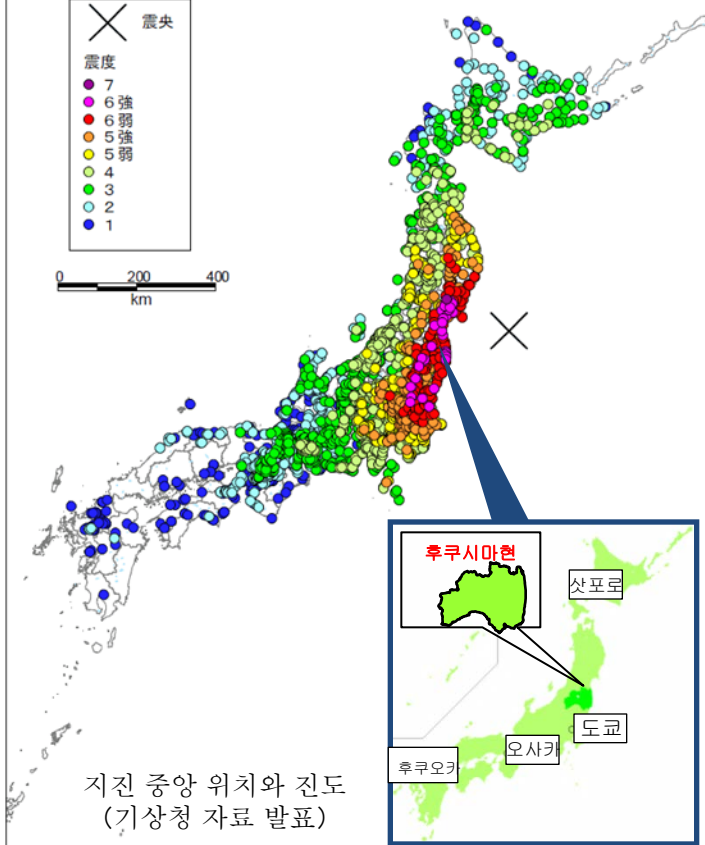 震央
震度
7
6強
6弱
5強
5弱
4
3
2
1
0 200 400
km
후쿠시마현
삿포로
도쿄
오사카
후쿠오카
지진 중앙 위치와 진도
(기상청 자료 발표)